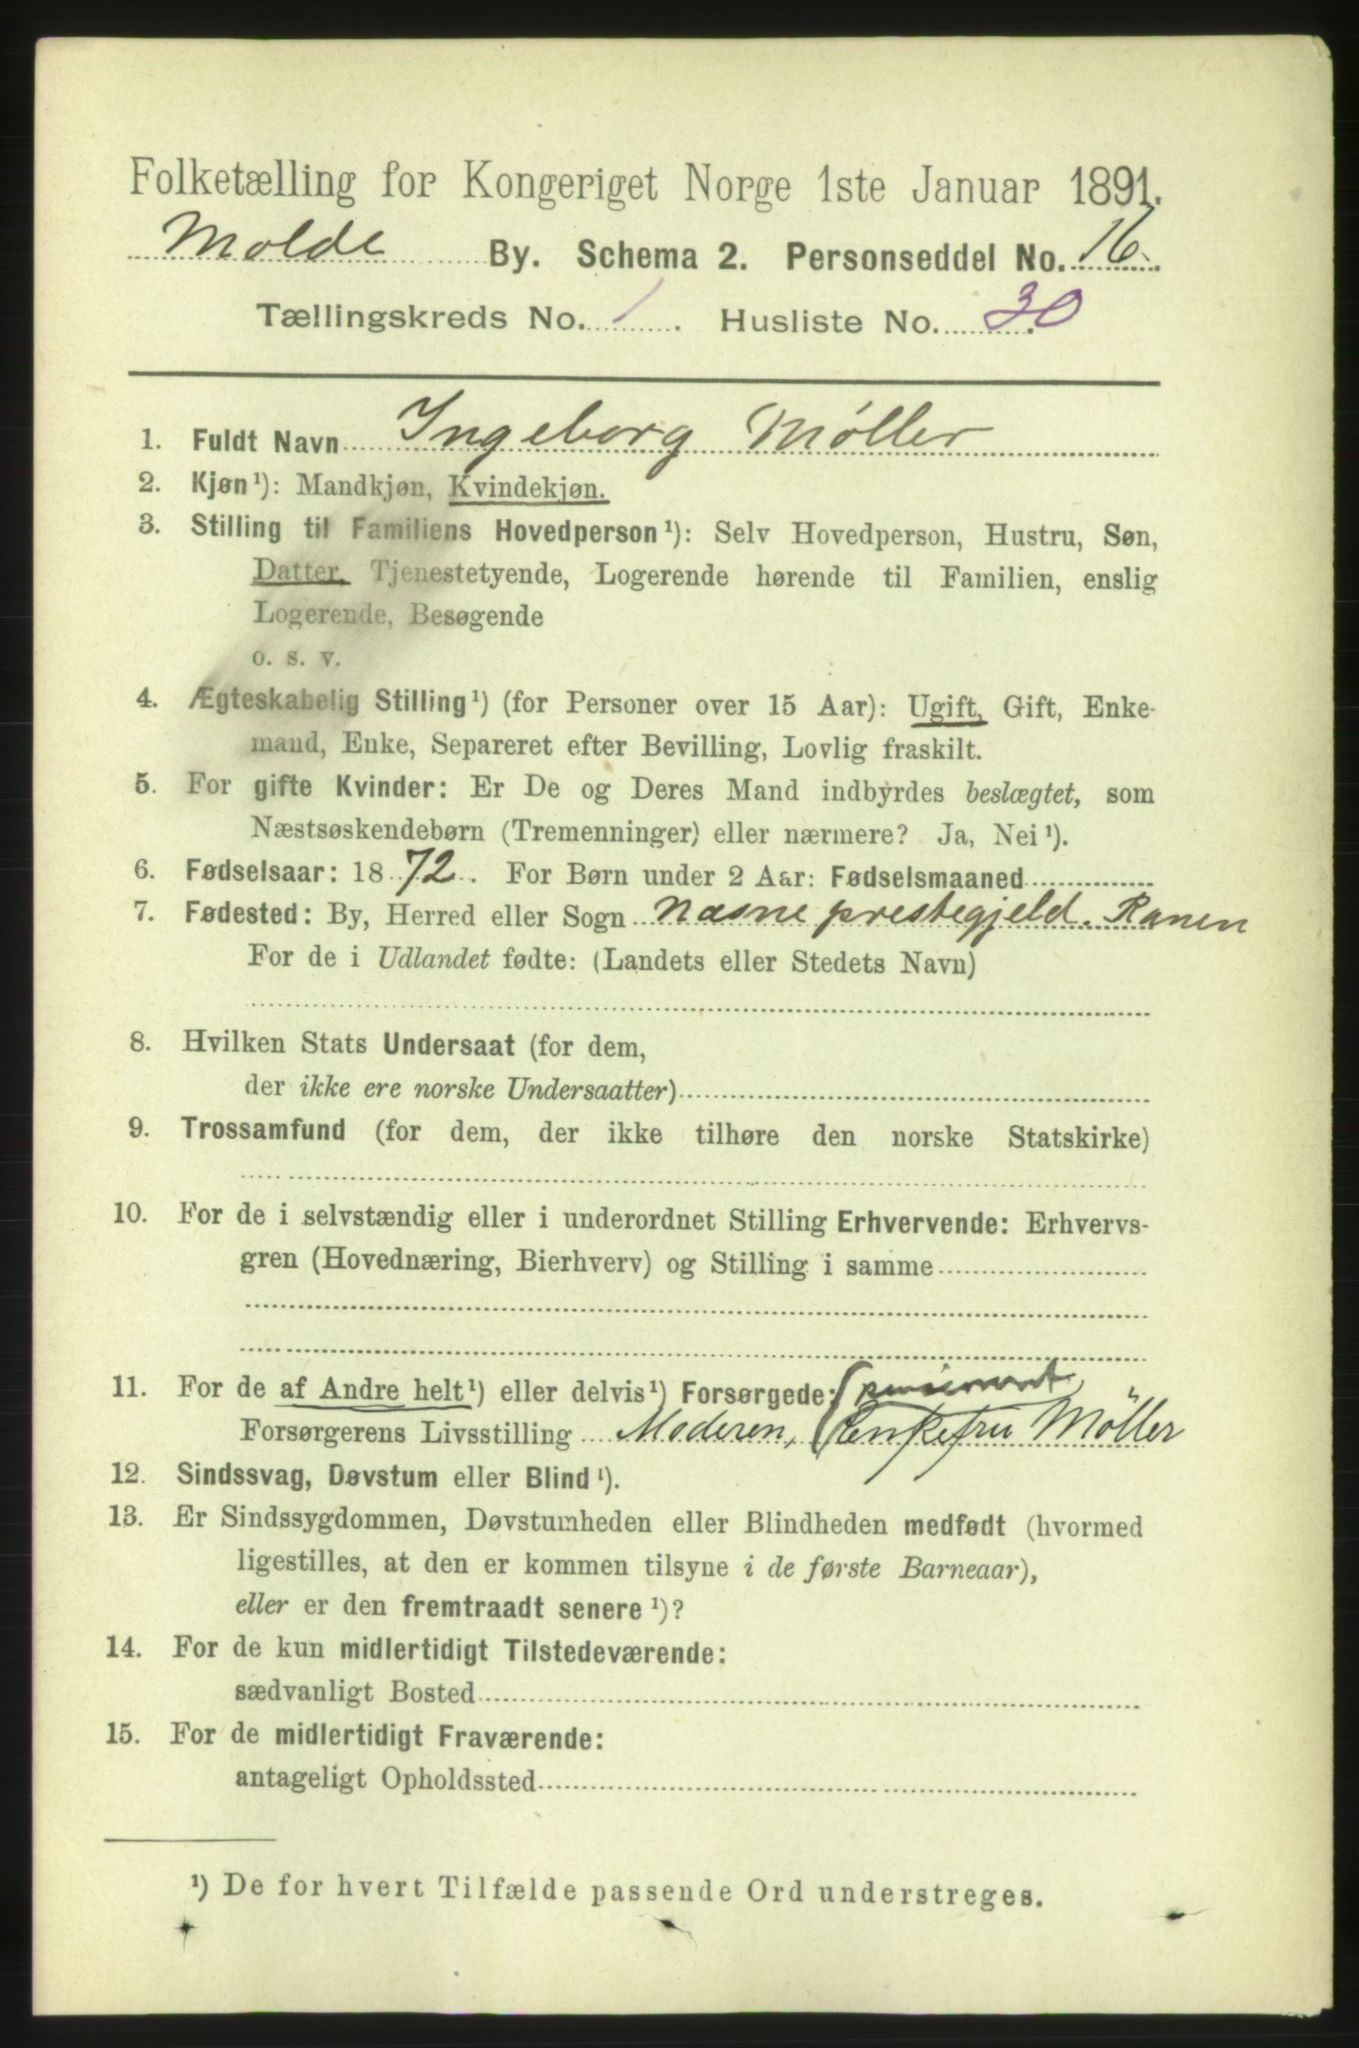 Folketælling for Kongeriget Norge 1ste Januar 1891.
Molde By. Schema 2. Personseddel No. 16.
Tællingskreds No. 1. Husliste No. 30.
1. Fuldt Navn Ingeborg Møller
2. Kjøn¹): Mandkjøn, Kvindekjøn.
3. Stilling til Familiens Hovedperson¹): Selv Hovedperson, Hustru, Søn,
Datter, Tjenestetyende, Logerende hørende til Familien, enslig
Logerende, Besøgende
o. s. v.
4. Ægteskabelig Stilling¹) (for Personer over 15 Aar): Ugift, Gift, Enke-
mand, Enke, Separeret efter Bevilling, Lovlig fraskilt.
5. For gifte Kvinder: Er De og Deres Mand indbyrdes beslægtet, som
Næstsøskendebørn (Tremenninger) eller nærmere? Ja, Nei¹).
6. Fødselsaar: 1872. For Børn under 2 Aar: Fødselsmaaned
7. Fødested: By, Herred eller Sogn Næsne prestegjeld. Ranen
For de i Udlandet fødte: (Landets eller Stedets Navn)
8. Hvilken Stats Undersaat (for dem,
der ikke ere norske Undersaatter)
9. Trossamfund (for dem, der ikke tilhøre den norske Statskirke)
10. For de i selvstændig eller i underordnet Stilling Erhvervende: Erhvervs-
gren (Hovednæring, Bierhverv) og Stilling i samme
11. For de af Andre helt¹) eller delvis¹) Forsørgede:
Forsørgerens Livsstilling Moderen, Enkefru Möller
12. Sindssvag, Døvstum eller Blind¹).
13. Er Sindssygdommen, Døvstumheden eller Blindheden medfødt (hvormed
ligestilles, at den er kommen tilsyne i de første Barneaar),
eller er den fremtraadt senere¹)?
14. For de kun midlertidigt Tilstedeværende:
sædvanligt Bosted
15. For de midlertidigt Fraværende:
antageligt Opholdssted
¹) De for hvert Tilfælde passende Ord understreges.